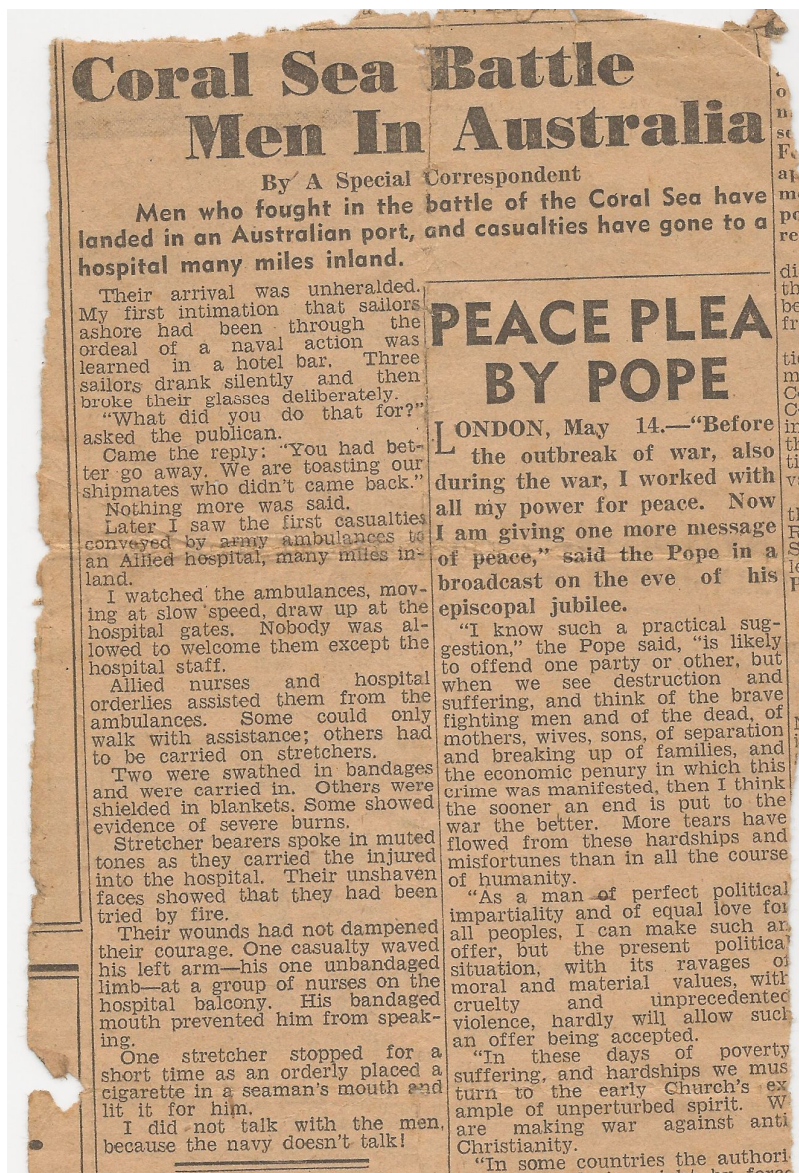 Coral Sea Battle
Men In Australia
By A Special Correspondent
Men who fought in the battle of the Coral Sea have
landed in an Australian port, and casualties have gone to a
hospital many miles inland.
Their arrival was unheralded.
My first intimation that sailors
ashore had been through the
ordeal of a naval action was
learned in a hotel bar. Three
sailors drank silently and then
broke their glasses deliberately.
"What did you do that for?"
asked the publican.
Came the reply: "You had bet-
ter go away. We are toasting our
shipmates who didn't came back."
Nothing more was said.
Later I saw the first casualties
conveyed by army ambulances to
an Allied hospital, many miles in-
land.
I watched the ambulances, mov-
ing at slow speed, draw up at the
hospital gates. Nobody was al-
lowed to welcome them except the
hospital staff.
Allied nurses and hospital
orderlies assisted them from the
ambulances. Some could only
walk with assistance; others had
to be carried on stretchers.
Two were swathed in bandages
and were carried in. Others were
shielded in blankets. Some showed
evidence of severe burns.
Stretcher bearers spoke in muted
tones as they carried the injured
into the hospital. Their unshaven
faces showed that they had been
tried by fire.
Their wounds had not dampened
their courage. One casualty waved
his left arm—his one unbandaged
limb—at a group of nurses on the
hospital balcony. His bandaged
mouth prevented him from speak-
ing.
One stretcher stopped for a
short time as an orderly placed a
cigarette in a seaman's mouth and
lit it for him.
I did not talk with the men,
because the navy doesn't talk!
PEACE PLEA
BY POPE
LONDON, May 14.—"Before
the outbreak of war, also
during the war, I worked with
all my power for peace. Now
I am giving one more message
of peace," said the Pope in a
broadcast on the eve of his
episcopal jubilee.
"I know such a practical sug-
gestion," the Pope said, "is likely
to offend one party or other, but
when we see destruction and
suffering, and think of the brave
fighting men and of the dead, of
mothers, wives, sons, of separation
and breaking up of families, and
the economic penury in which this
crime was manifested, then I think
the sooner an end is put to the
war the better. More tears have
flowed from these hardships and
misfortunes than in all the course
of humanity.
"As a man of perfect political
impartiality and of equal love for
all peoples, I can make such an
offer, but the present political
situation, with its ravages of
moral and material values, with
cruelty and unprecedented
violence, hardly will allow such
an offer being accepted.
"In these days of poverty
suffering, and hardships we mus
turn to the early Church's ex
ample of unperturbed spirit. W
are making war against anti
Christianity.
"In some countries the authori